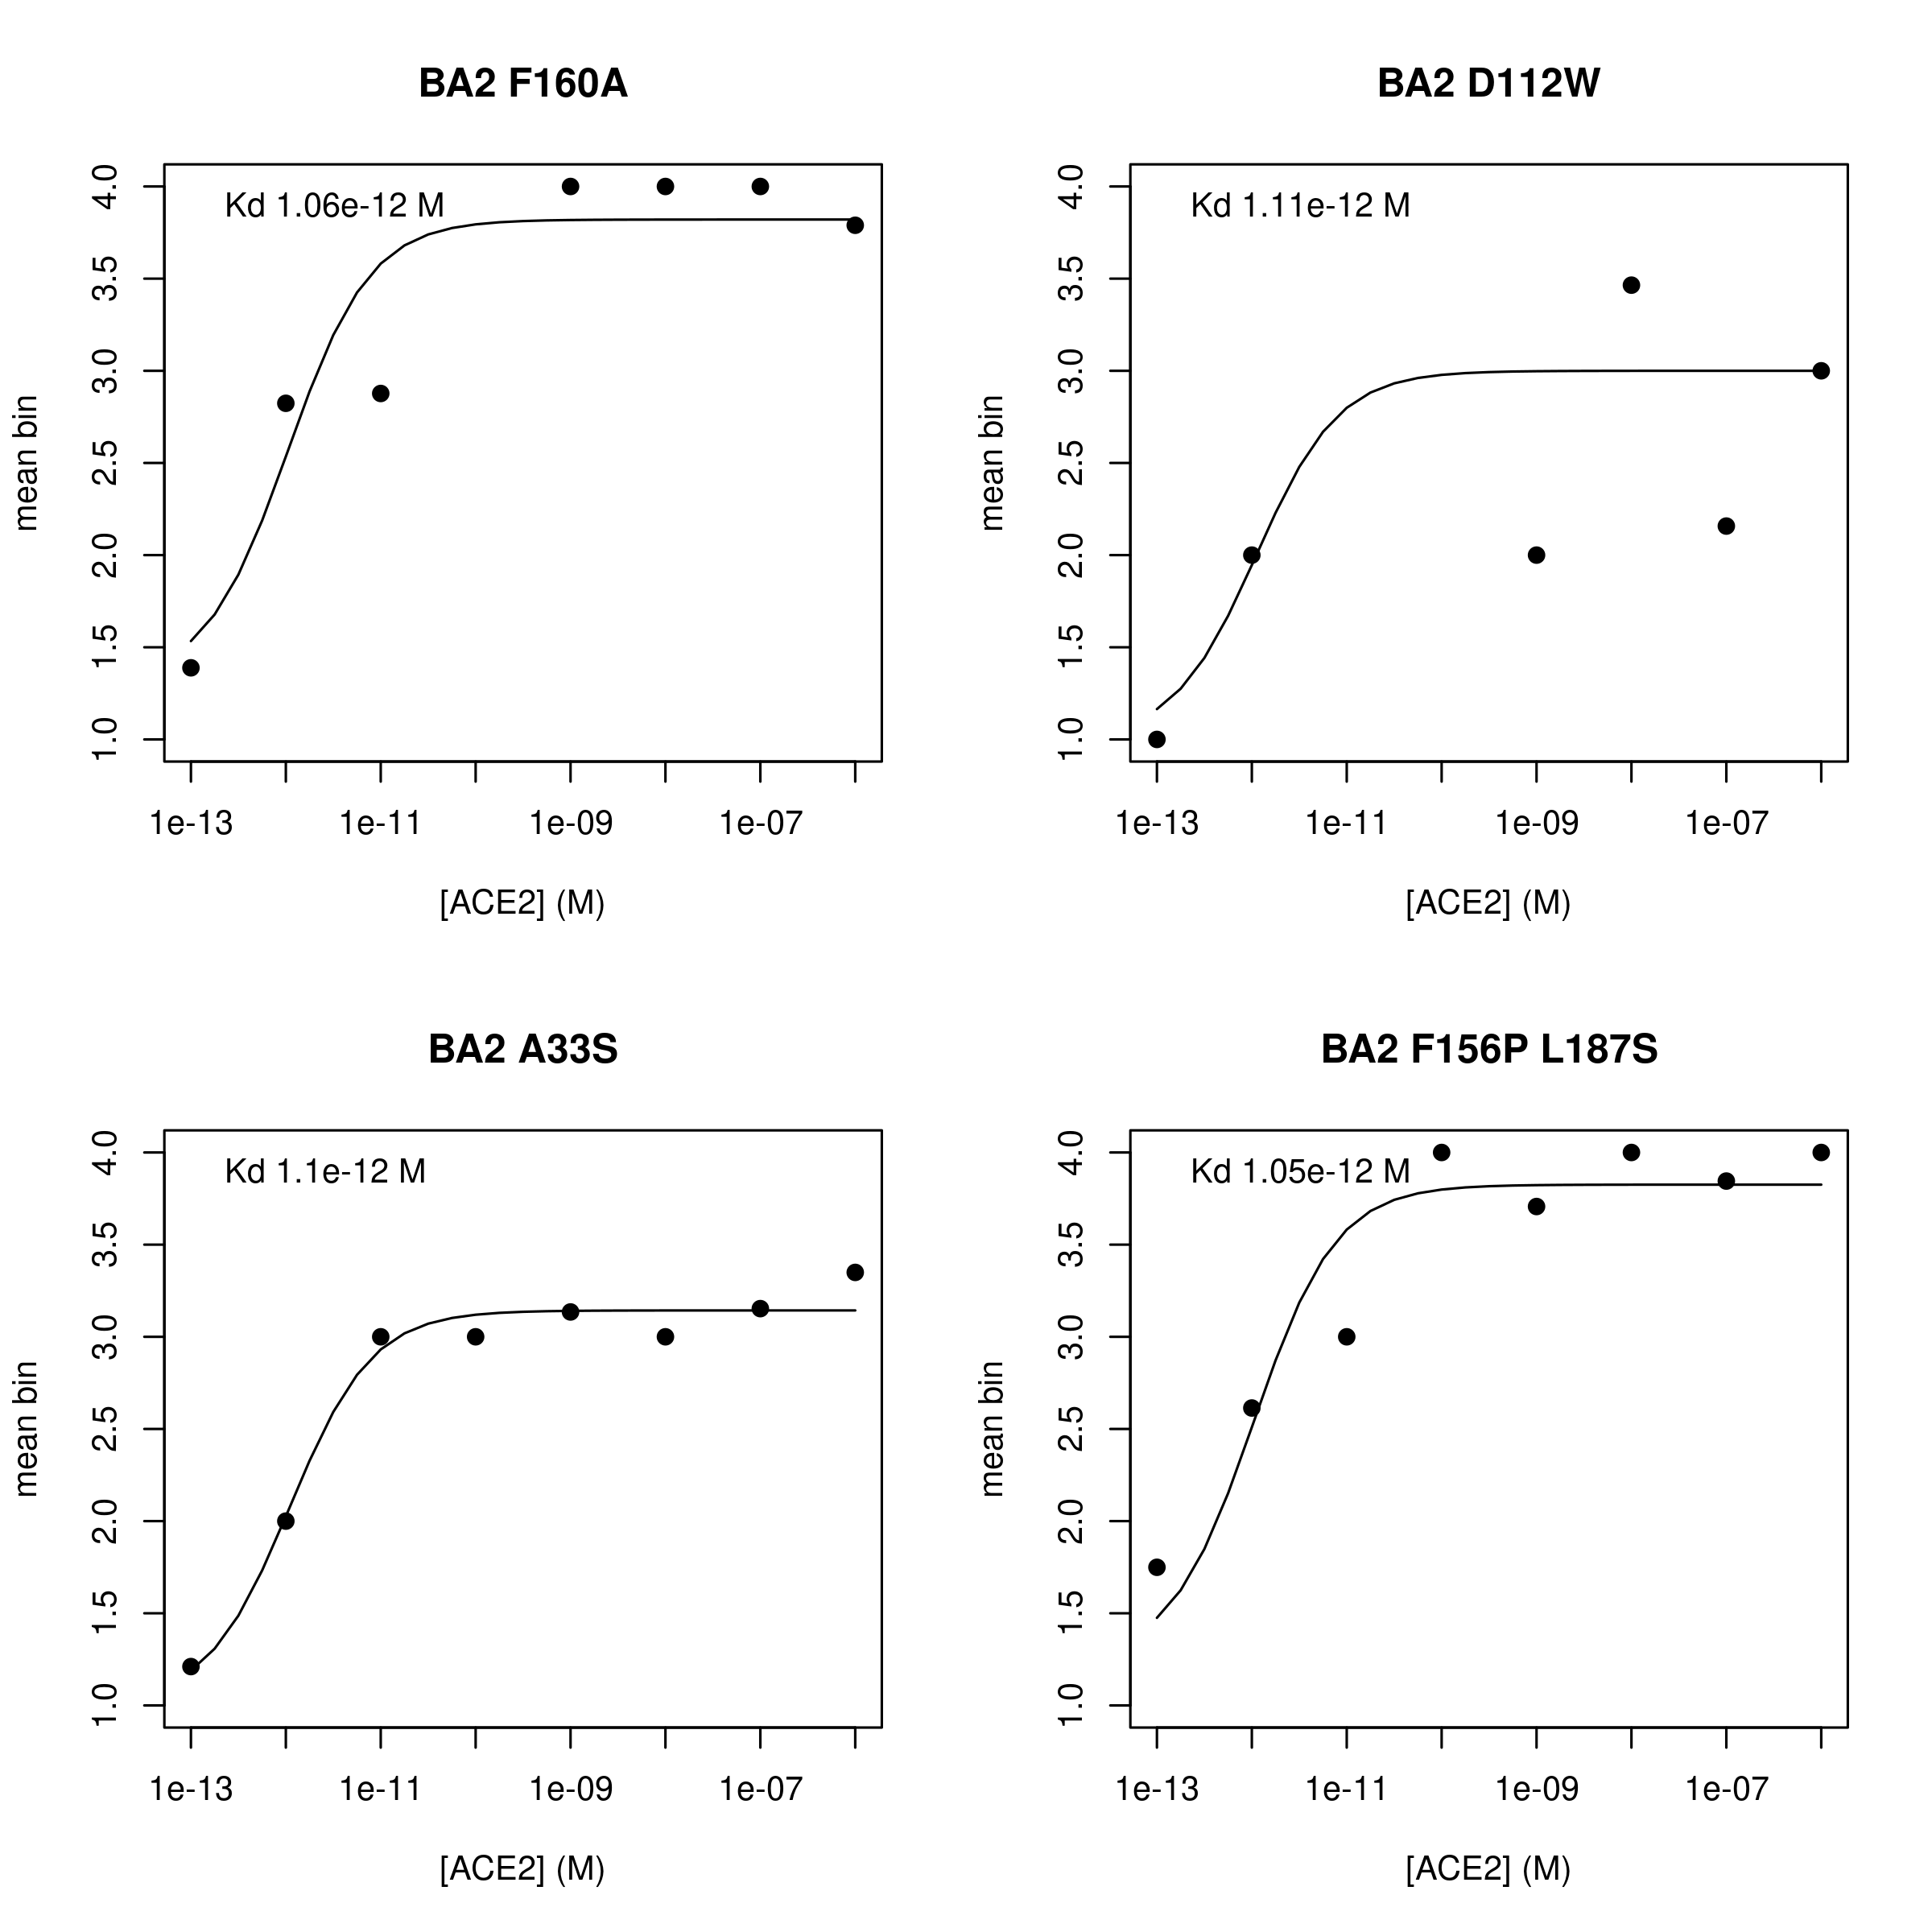 BA2 F160A
Kd 1.06e-12 M
mean bin
4.0
3.5
3.0
2.5
2.0
1.5
1.0
1e-13 1e-11 1e-09 1e-07
[ACE2] (M)
BA2 D112W
Kd 1.11e-12 M
mean bin
4.0
3.5
3.0
2.5
2.0
1.5
1.0
1e-13 1e-11 1e-09 1e-07
[ACE2] (M)
BA2 A33S
Kd 1.1e-12 M
mean bin
4.0
3.5
3.0
2.5
2.0
1.5
1.0
1e-13 1e-11 1e-09 1e-07
[ACE2] (M)
BA2 F156P L187S
Kd 1.05e-12 M
mean bin
4.0
3.5
3.0
2.5
2.0
1.5
1.0
1e-13 1e-11 1e-09 1e-07
[ACE2] (M)